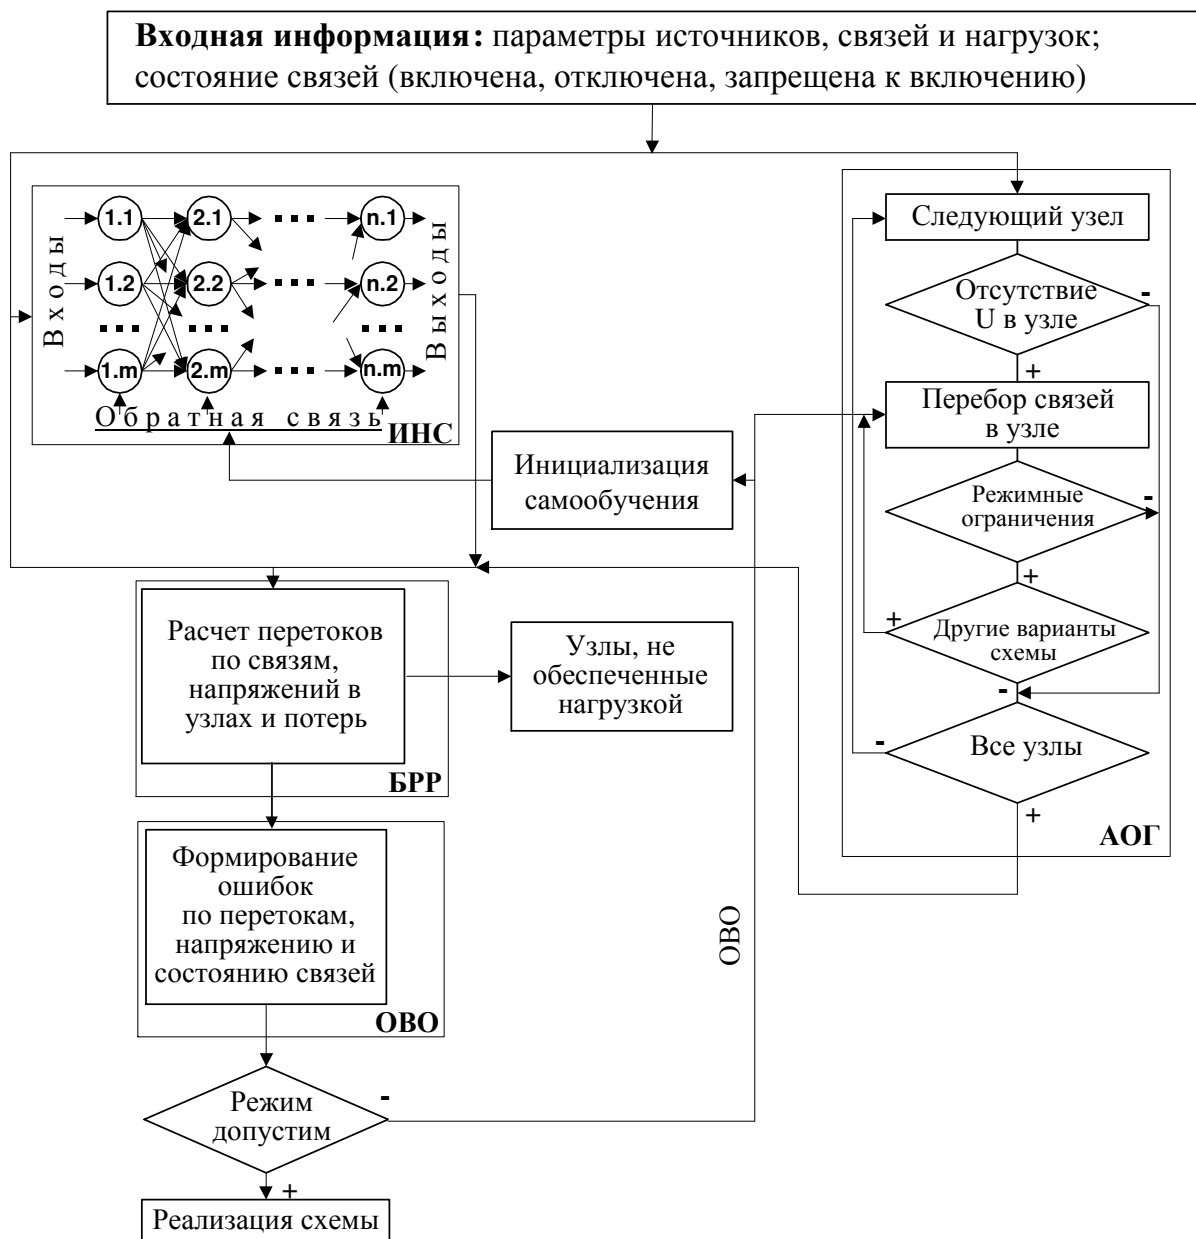 Входная информация: параметры источников, связей и нагрузок;
состояние связей (включена, отключена, запрещена к включению)
Входы
1.1
2.1
n.1
1.2
2.2
n.2
1.m
2.m
n.m
Выходы
Обратная связь
ИНС
Инициализация
самообучения
Следующий узел
Отсутствие
U в узле
-
+
Перебор связей
в узле
Режимные
ограничения
-
+
Другие варианты
схемы
+
-
Все узлы
-
+
АОГ
Расчет перетоков
по связям,
напряжений в
узлах и потерь
БРР
Узлы, не
обеспеченные
нагрузкой
Формирование
ошибок
по перетокам,
напряжению и
состоянию связей
ОВО
ОВО
Режим
допустим
-
+
Реализация схемы